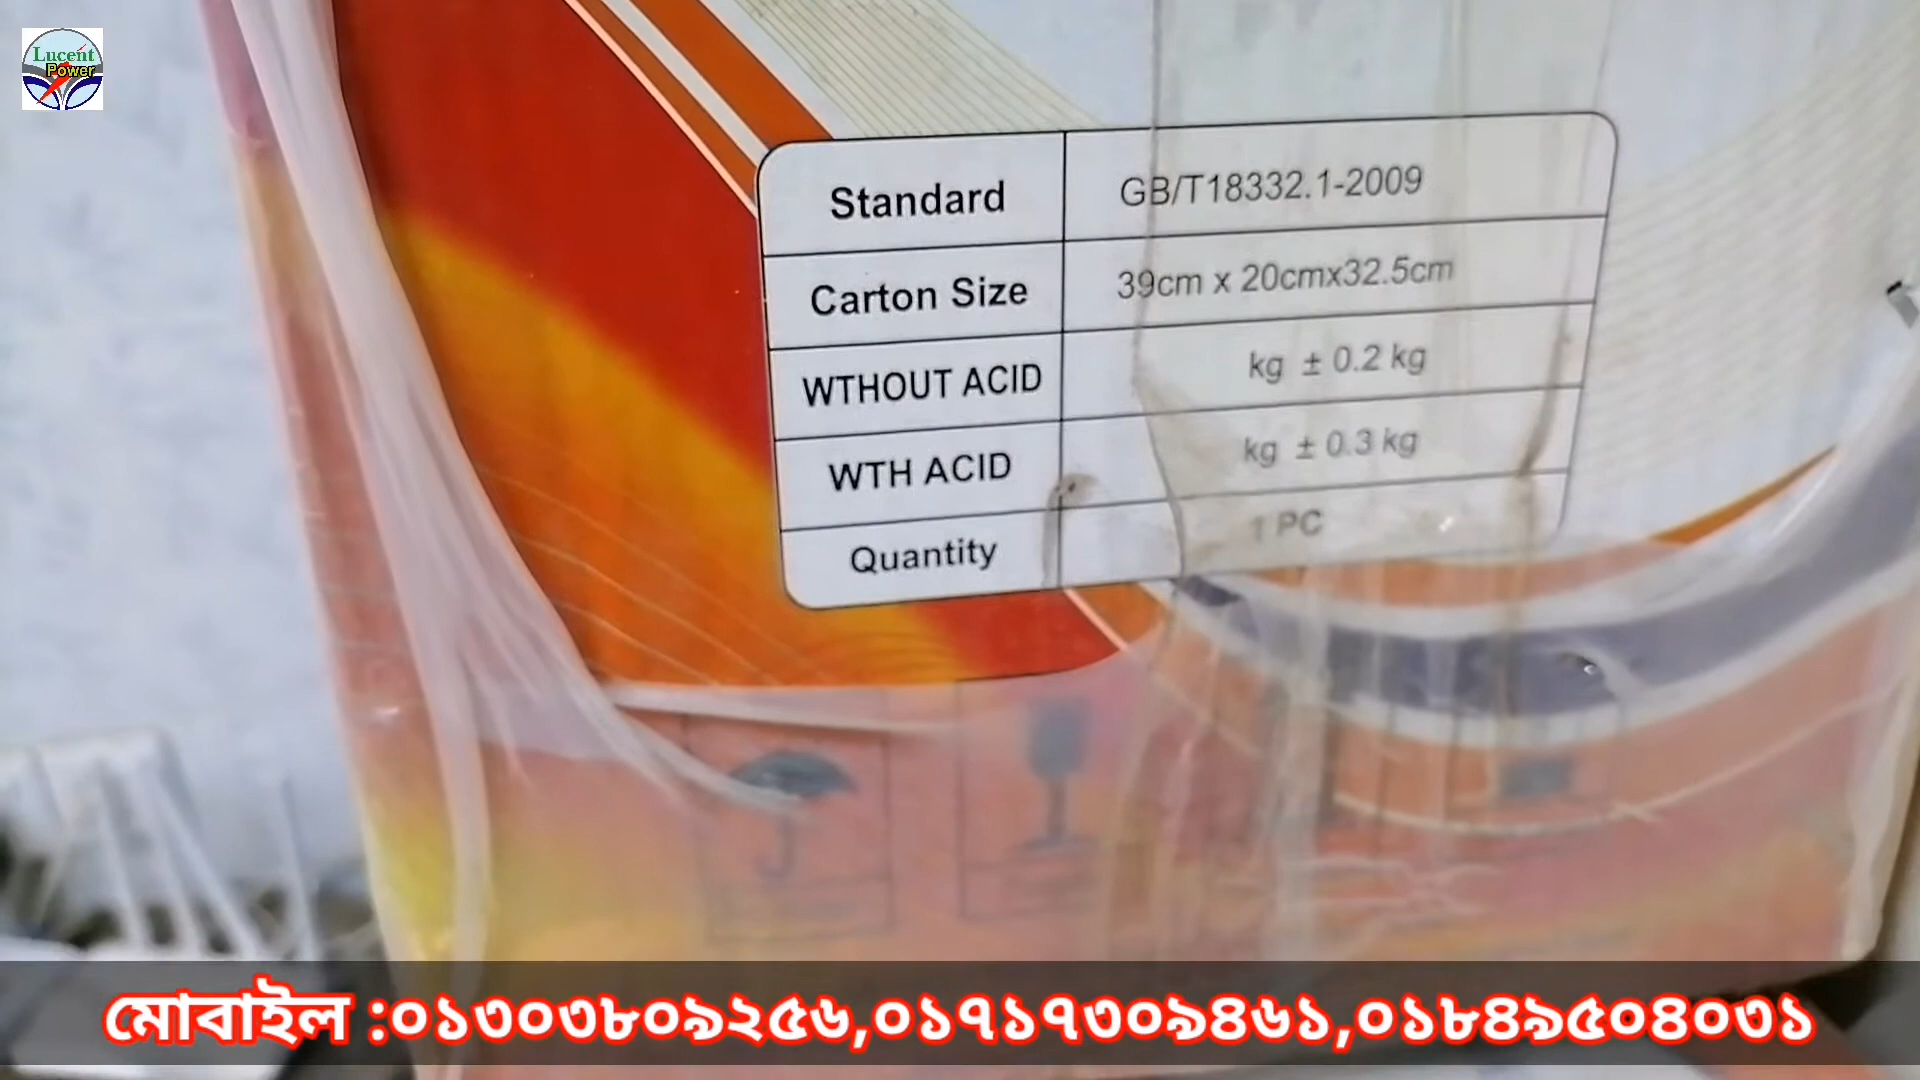 Lucent
Power
Standard GB/T18332.1-2009
Carton Size 39cm x 20cmx32.5cm
WTHOUT ACID kg ± 0.2 kg
WTH ACID kg ± 0.3 kg
Quantity 1 PC
মোবাইল :০১৩০৩৮০৯২৫৬,০১৭১৭৩০৯৪৬১,০১৮৪৯৫০৪০৩১